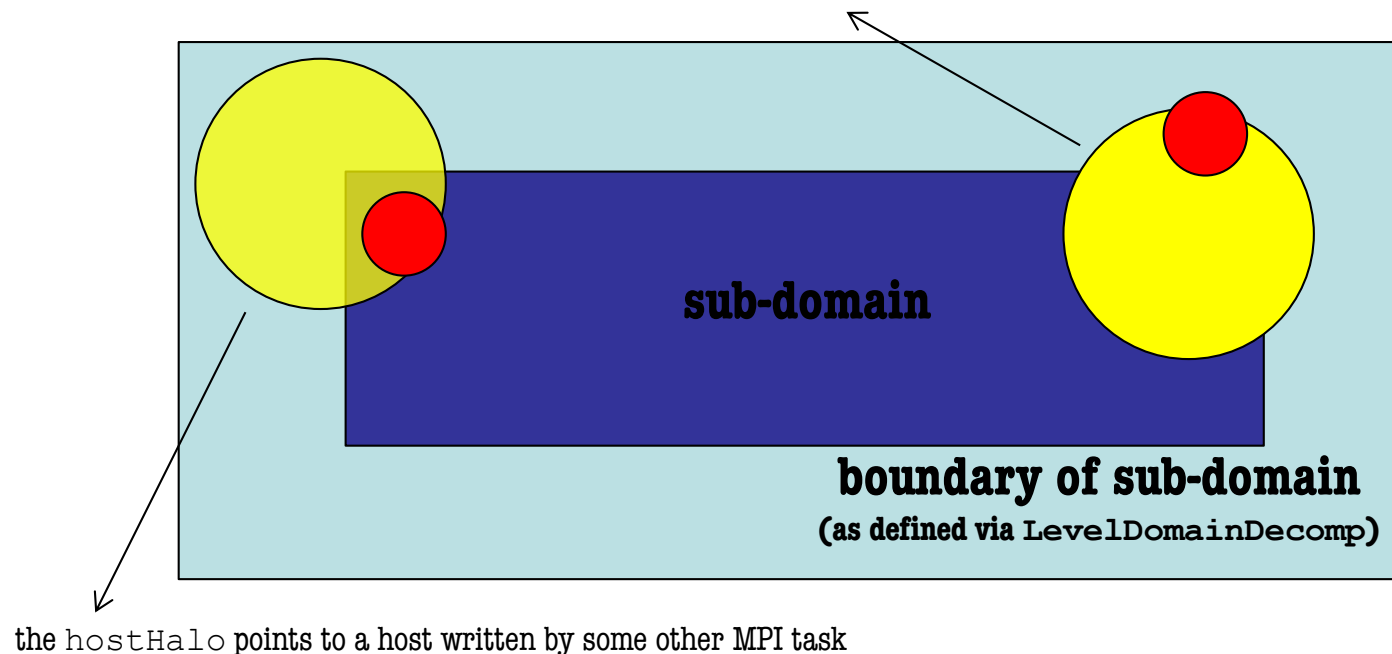 sub-domain
boundary of sub-domain
(as defined via LevelDomainDecomp)
the hostHalo points to a host written by some other MPI task